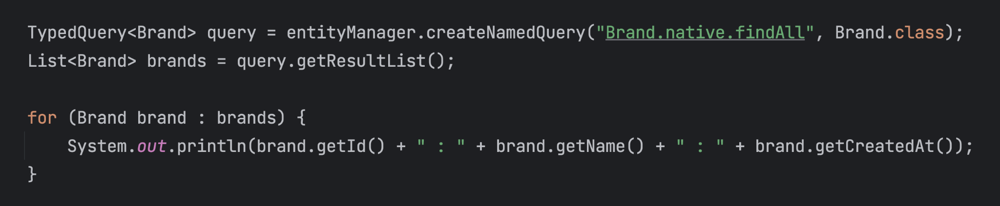 TypedQuery<Brand> query = entityManager.createNamedQuery("Brand.native.findAll", Brand.class);
List<Brand> brands = query.getResultList();

for (Brand brand : brands) {
    System.out.println(brand.getId() + " : " + brand.getName() + " : " + brand.getCreatedAt());
}